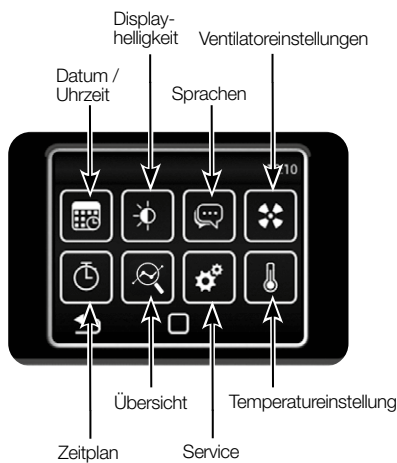 Display-
helligkeit
Ventilatoreinstellungen
Datum /
Uhrzeit
Sprachen
Übersicht
Temperatureinstellung
Zeitplan
Service